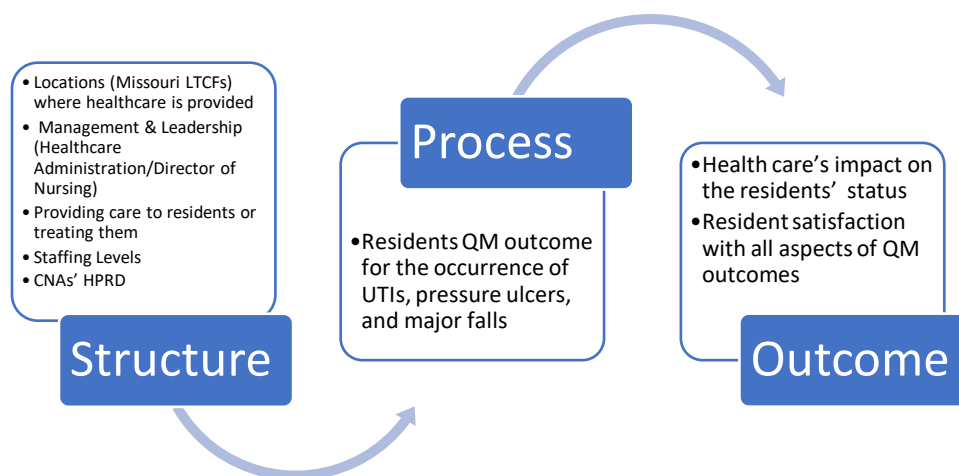 • Locations (Missouri LTCFs)
where healthcare is provided
• Management & Leadership
(Healthcare
Administration/Director of
Nursing)
• Providing care to residents or
treating them
• Staffing Levels
• CNAs’ HPRD
Structure
Process
•Residents QM outcome
for the occurrence of
UTIs, pressure ulcers,
and major falls
•Health care’s impact on
the residents’ status
•Resident satisfaction
with all aspects of QM
outcomes
Outcome